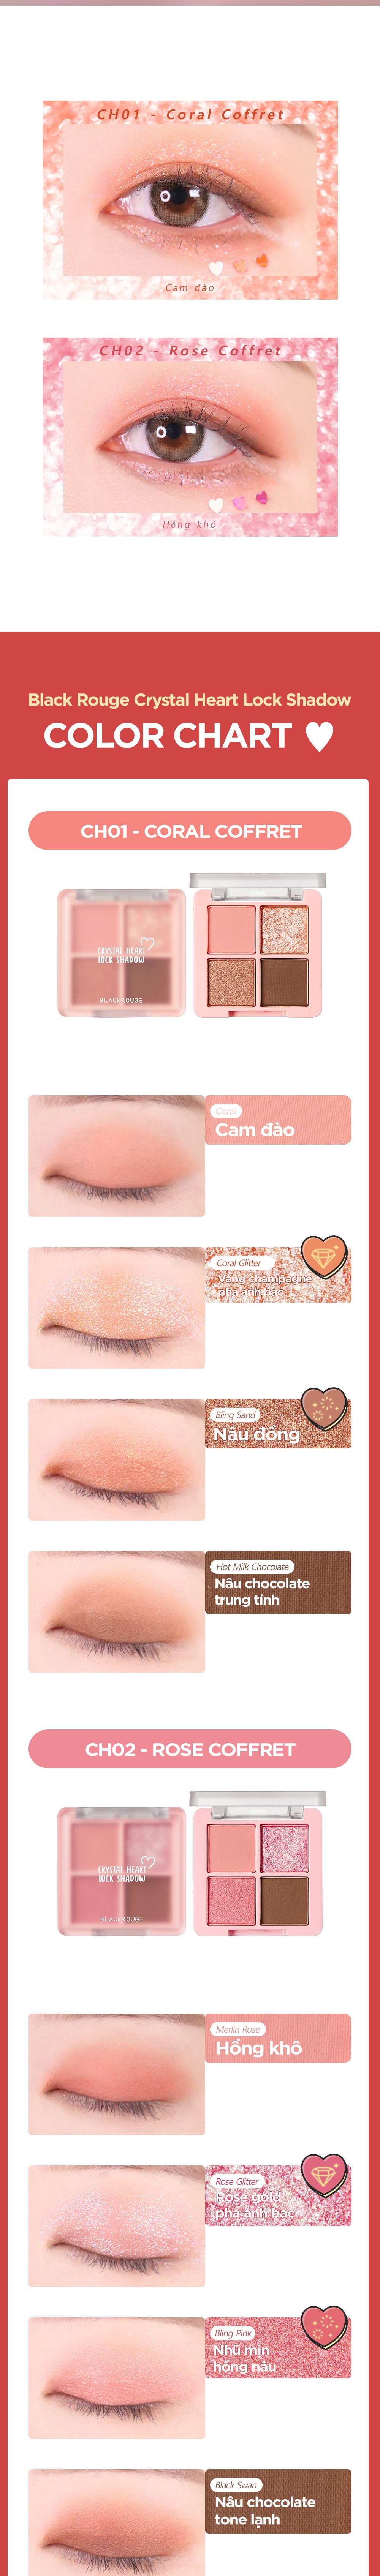 CH01 - Coral Coffret
Cam đào
CH02 - Rose Coffret
Hồng khô
Black Rouge Crystal Heart Lock Shadow
COLOR CHART
CH01 - CORAL COFFRET
CRYSTAL HEART
LOCK SHADOW
BLACKROUGE
Coral
Cam đào
Coral Glitter
Vàng champagne
pha ánh bạc
Bling Sand
Nâu đồng
Hot Milk Chocolate
Nâu chocolate
trung tính
CH02 - ROSE COFFRET
CRYSTAL HEART
LOCK SHADOW
BLACKROUGE
Merlin Rose
Hồng khô
Rose Glitter
Rose gold
pha ánh bạc
Bling Pink
Nhũ mịn
hồng nâu
Black Swan
Nâu chocolate
tone lạnh